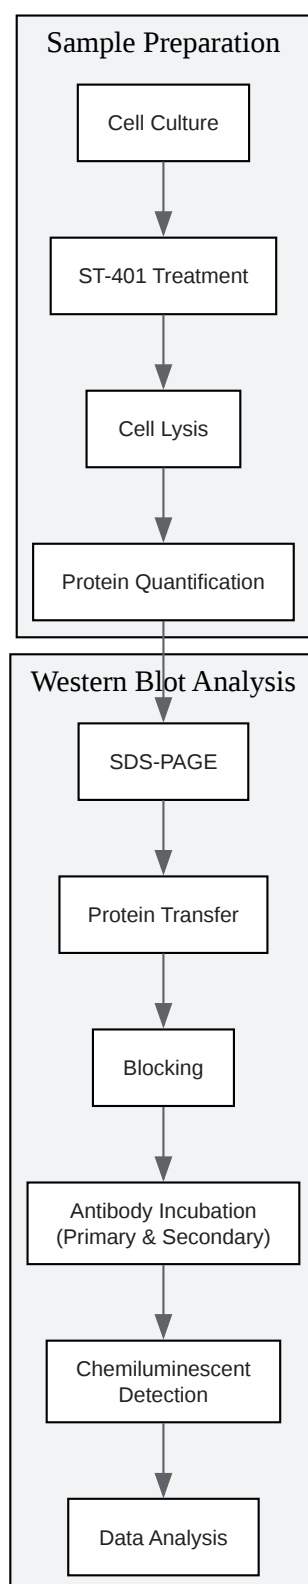 Sample Preparation
Cell Culture
ST-401 Treatment
Cell Lysis
Protein Quantification
Western Blot Analysis
SDS-PAGE
Protein Transfer
Blocking
Antibody Incubation
(Primary & Secondary)
Chemiluminescent
Detection
Data Analysis